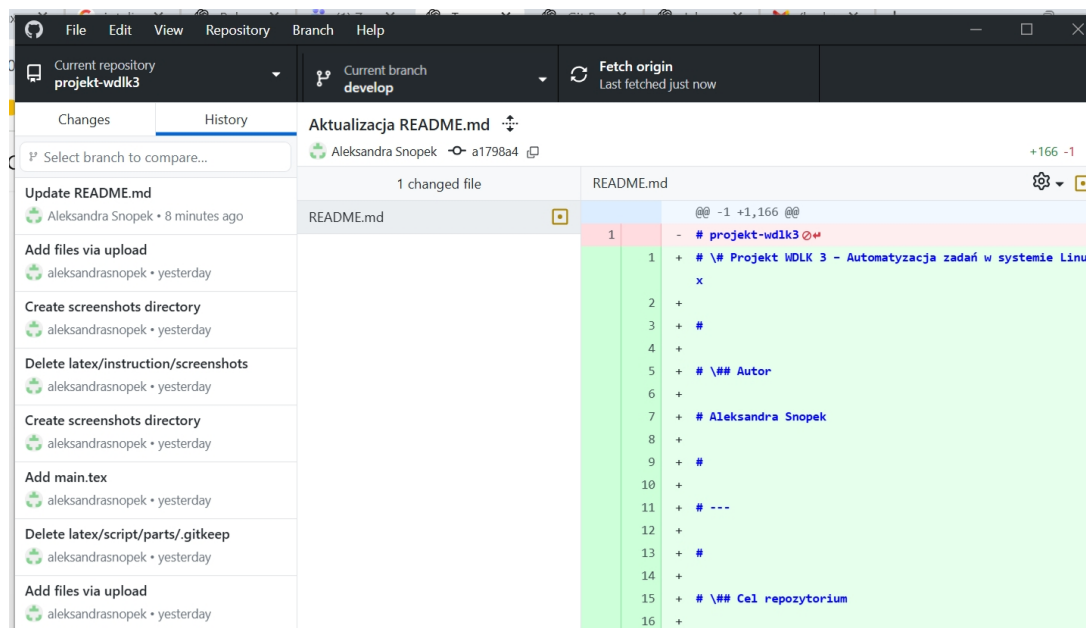 File Edit View Repository Branch Help
Current repository
projekt-wdlk3
Current branch
develop
Fetch origin
Last fetched just now
Changes History
Select branch to compare...
Update README.md
Aleksandra Snopek • 8 minutes ago
Add files via upload
aleksandrasnopek • yesterday
Create screenshots directory
aleksandrasnopek • yesterday
Delete latex/instruction/screenshots
aleksandrasnopek • yesterday
Create screenshots directory
aleksandrasnopek • yesterday
Add main.tex
aleksandrasnopek • yesterday
Delete latex/script/parts/.gitkeep
aleksandrasnopek • yesterday
Add files via upload
aleksandrasnopek • yesterday
Aktualizacja README.md
Aleksandra Snopek a1798a4
+166 -1
1 changed file
README.md
README.md
@@ -1 +1,166 @@
1 - # projekt-wdlk3
1 + # \# Projekt WDLK 3 – Automatyzacja zadań w systemie Linu
x
2 +
3 + #
4 +
5 + # \## Autor
6 +
7 + # Aleksandra Snopek
8 +
9 + #
10 +
11 + # ---
12 +
13 + #
14 +
15 + # \## Cel repozytorium
16 +